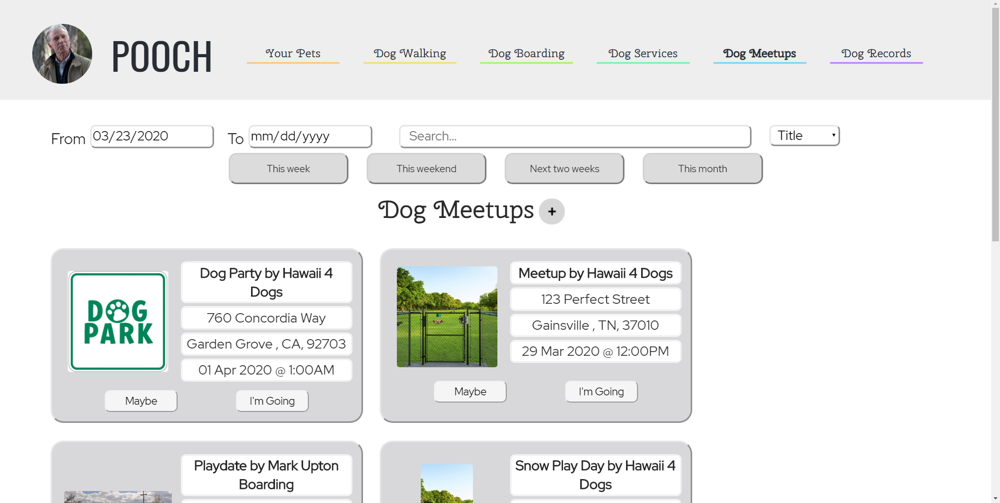 POOCH
Your Pets
Dog Walking
Dog Boarding
Dog Services
Dog Meetups
Dog Records
From 03/23/2020 To mm/dd/yyyy Search... Title
This week
This weekend
Next two weeks
This month
Dog Meetups +
DOG
PARK
Dog Party by Hawaii 4
Dogs
760 Concordia Way
Garden Grove , CA, 92703
01 Apr 2020 @ 1:00AM
Maybe
I'm Going
Meetup by Hawaii 4 Dogs
123 Perfect Street
Gainsville , TN, 37010
29 Mar 2020 @ 12:00PM
Maybe
I'm Going
Playdate by Mark Upton
Boarding
Snow Play Day by Hawaii 4
Dogs